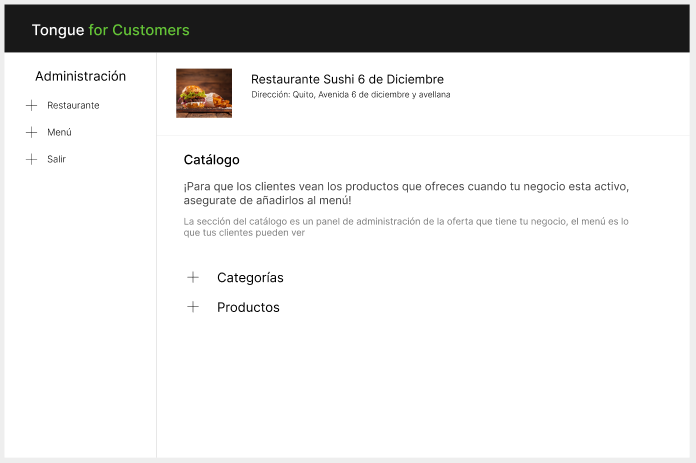 Tongue for Customers
Administración
Restaurante
Menú
Salir
Restaurante Sushi 6 de Diciembre
Dirección: Quito, Avenida 6 de diciembre y avellana
Catálogo
¡Para que los clientes vean los productos que ofreces cuando tu negocio esta activo,
asegurate de añadirlos al menú!
La sección del catálogo es un panel de administración de la oferta que tiene tu negocio, el menú es lo
que tus clientes pueden ver
Categorías
Productos